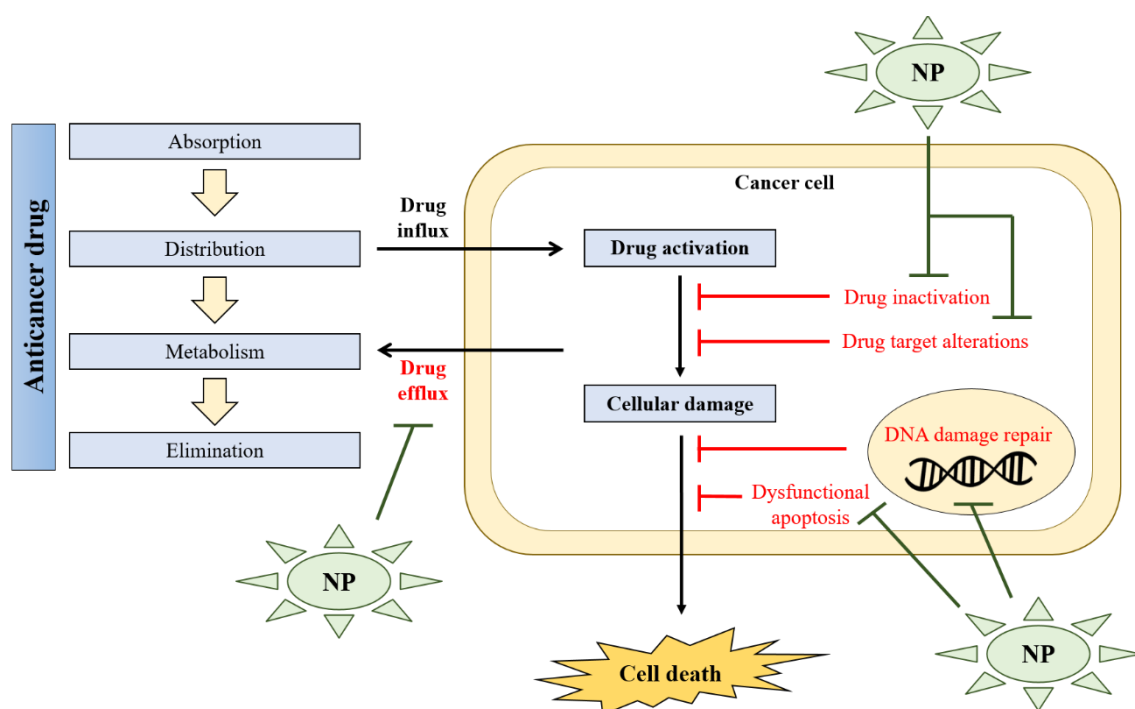 NP
Anticancer drug
Absorption
Distribution
Metabolism
Elimination
Drug
influx
Drug
efflux
Cancer cell
Drug activation
Drug inactivation
Drug target alterations
Cellular damage
DNA damage repair
Dysfunctional
apoptosis
NP
NP
Cell death